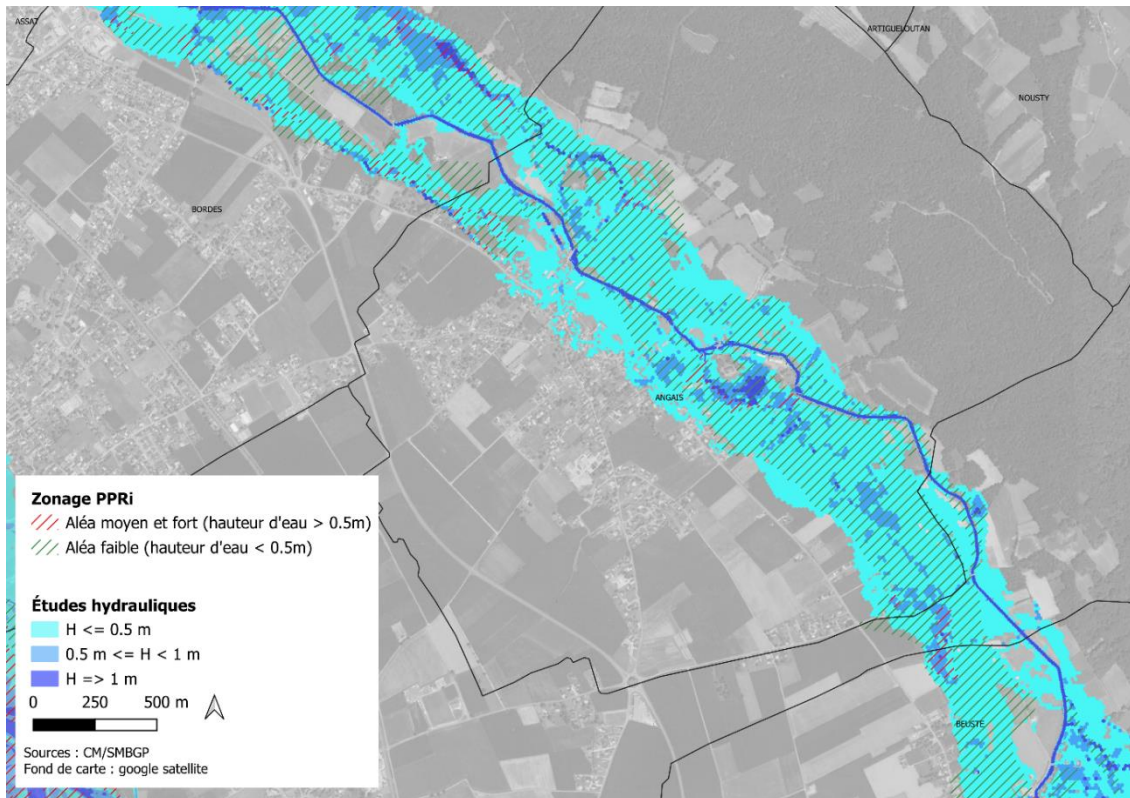 ASSAT
ARTIGUELOUTAN
NOUSTY
BORDES
ANGAIS
BEUSTE
Zonage PPRi
Aléa moyen et fort (hauteur d'eau > 0.5m)
Aléa faible (hauteur d'eau < 0.5m)
Études hydrauliques
H <= 0.5 m
0.5 m <= H < 1 m
H => 1 m
0 250 500 m
Sources : CM/SMBGP
Fond de carte : google satellite